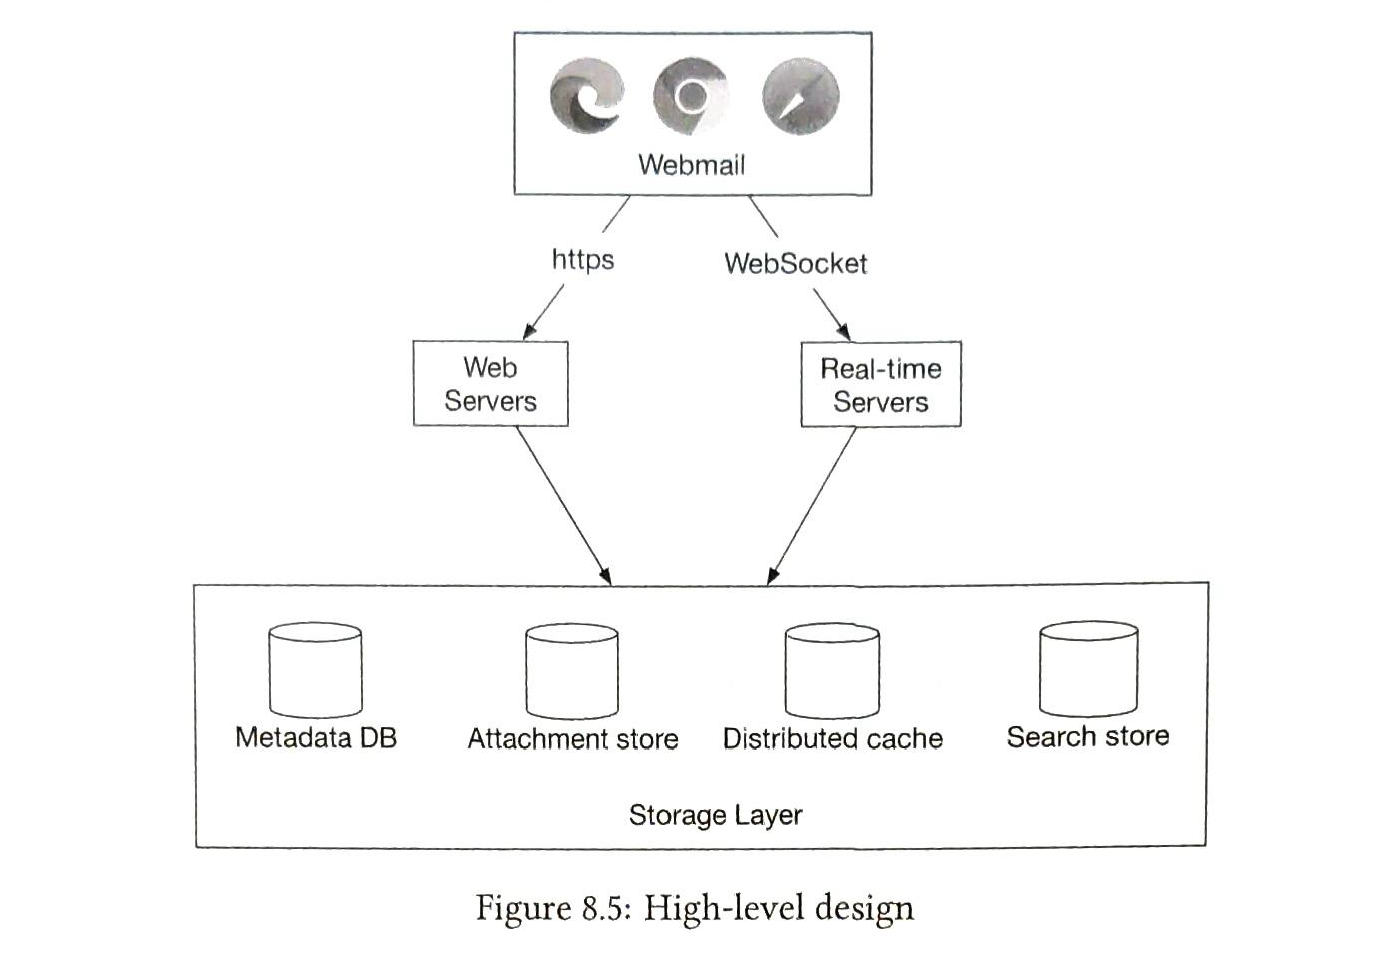 Webmail
https
WebSocket
Web
Servers
Real-time
Servers
Metadata DB
Attachment store
Distributed cache
Search store
Storage Layer
Figure 8.5: High-level design